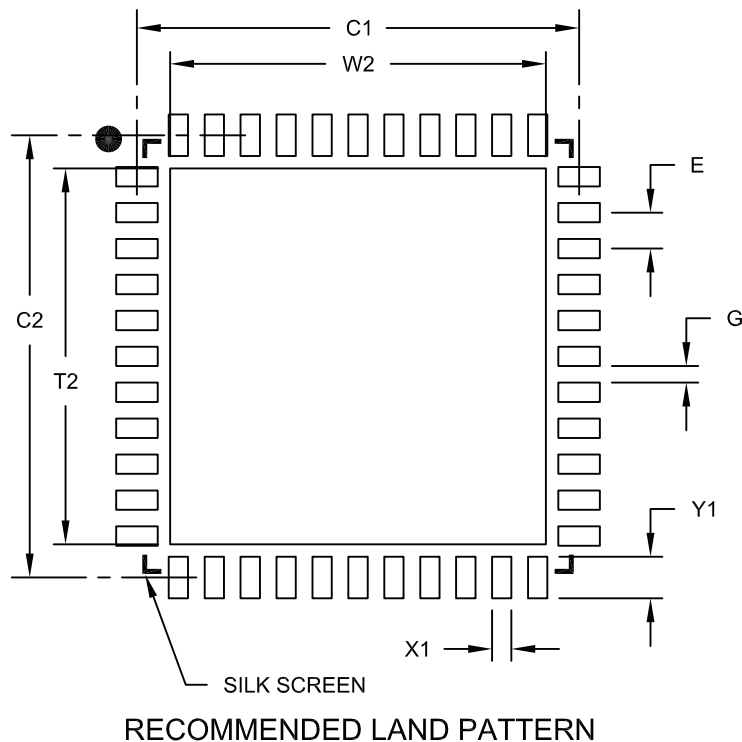 C1
W2
E
G
C2
T2
Y1
X1
SILK SCREEN
RECOMMENDED LAND PATTERN